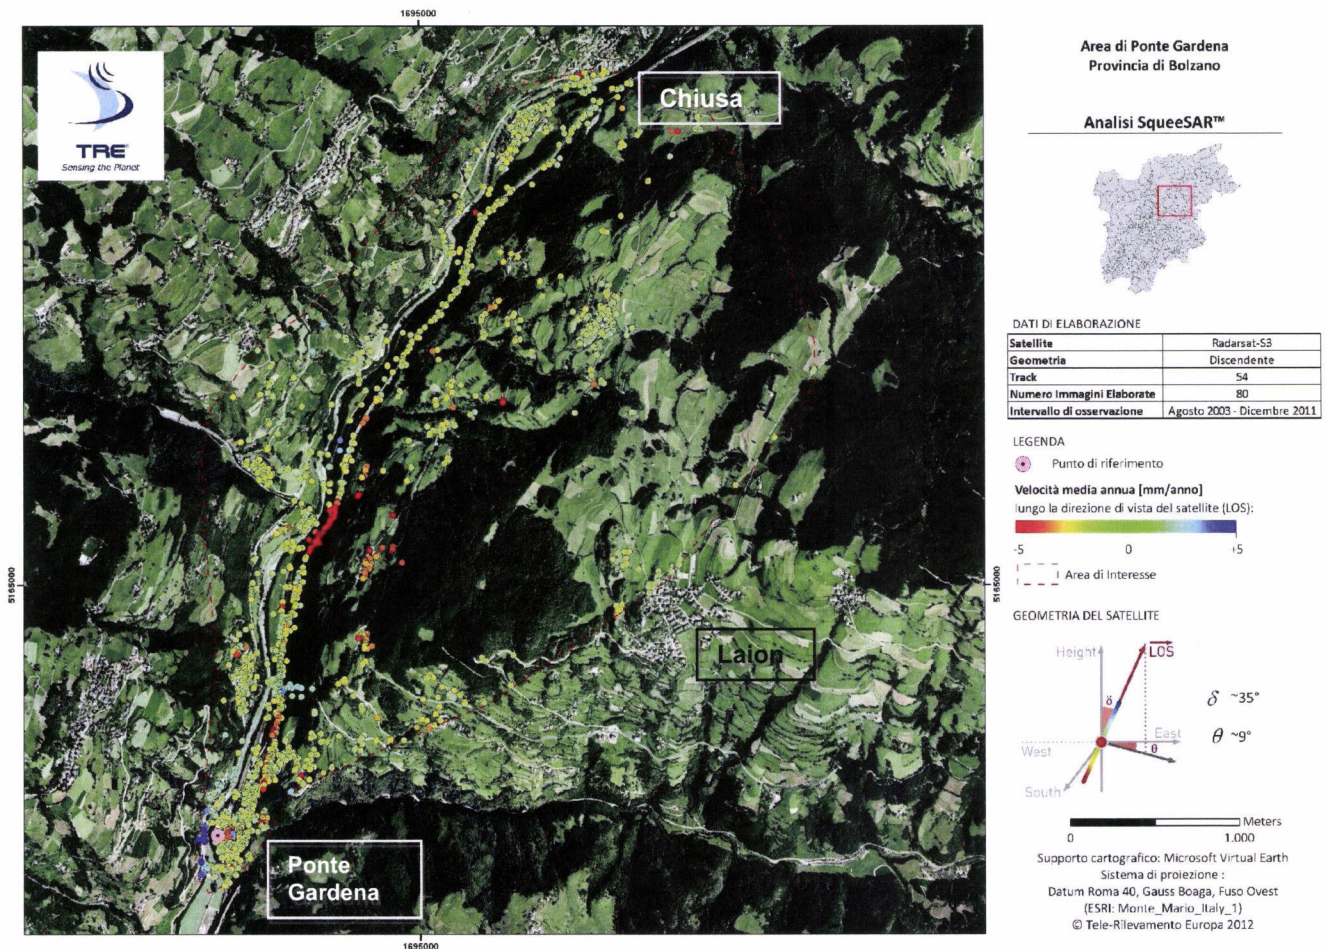 1695000
TRE
Sensing the Planet
Chiusa
Laion
Ponte
Gardena
5165000
5165000
1695000
Area di Ponte Gardena
Provincia di Bolzano
Analisi SqueeSAR™
DATI DI ELABORAZIONE
Satellite Radarsat-S3
Geometria Discendente
Track 54
Numero Immagini Elaborate 80
Intervallo di osservazione Agosto 2003 - Dicembre 2011
LEGENDA
Punto di riferimento
Velocità media annua [mm/anno]
lungo la direzione di vista del satellite (LOS):
-5 0 +5
Area di Interesse
GEOMETRIA DEL SATELLITE
Height LOS
δ
δ ~35°
East
West θ
θ ~9°
South
Meters
0 1.000
Supporto cartografico: Microsoft Virtual Earth
Sistema di proiezione :
Datum Roma 40, Gauss Boaga, Fuso Ovest
(ESRI: Monte_Mario_Italy_1)
© Tele-Rilevamento Europa 2012